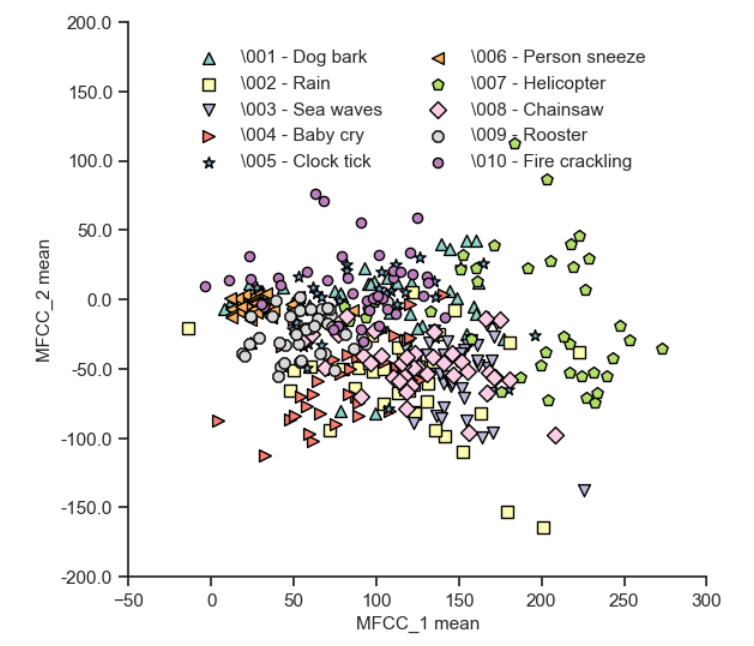 200.0
150.0
100.0
50.0
0.0
-50.0
-100.0
-150.0
-200.0
MFCC_2 mean
\001 - Dog bark
\002 - Rain
\003 - Sea waves
\004 - Baby cry
\005 - Clock tick
\006 - Person sneeze
\007 - Helicopter
\008 - Chainsaw
\009 - Rooster
\010 - Fire crackling
−50 0 50 100 150 200 250 300
MFCC_1 mean